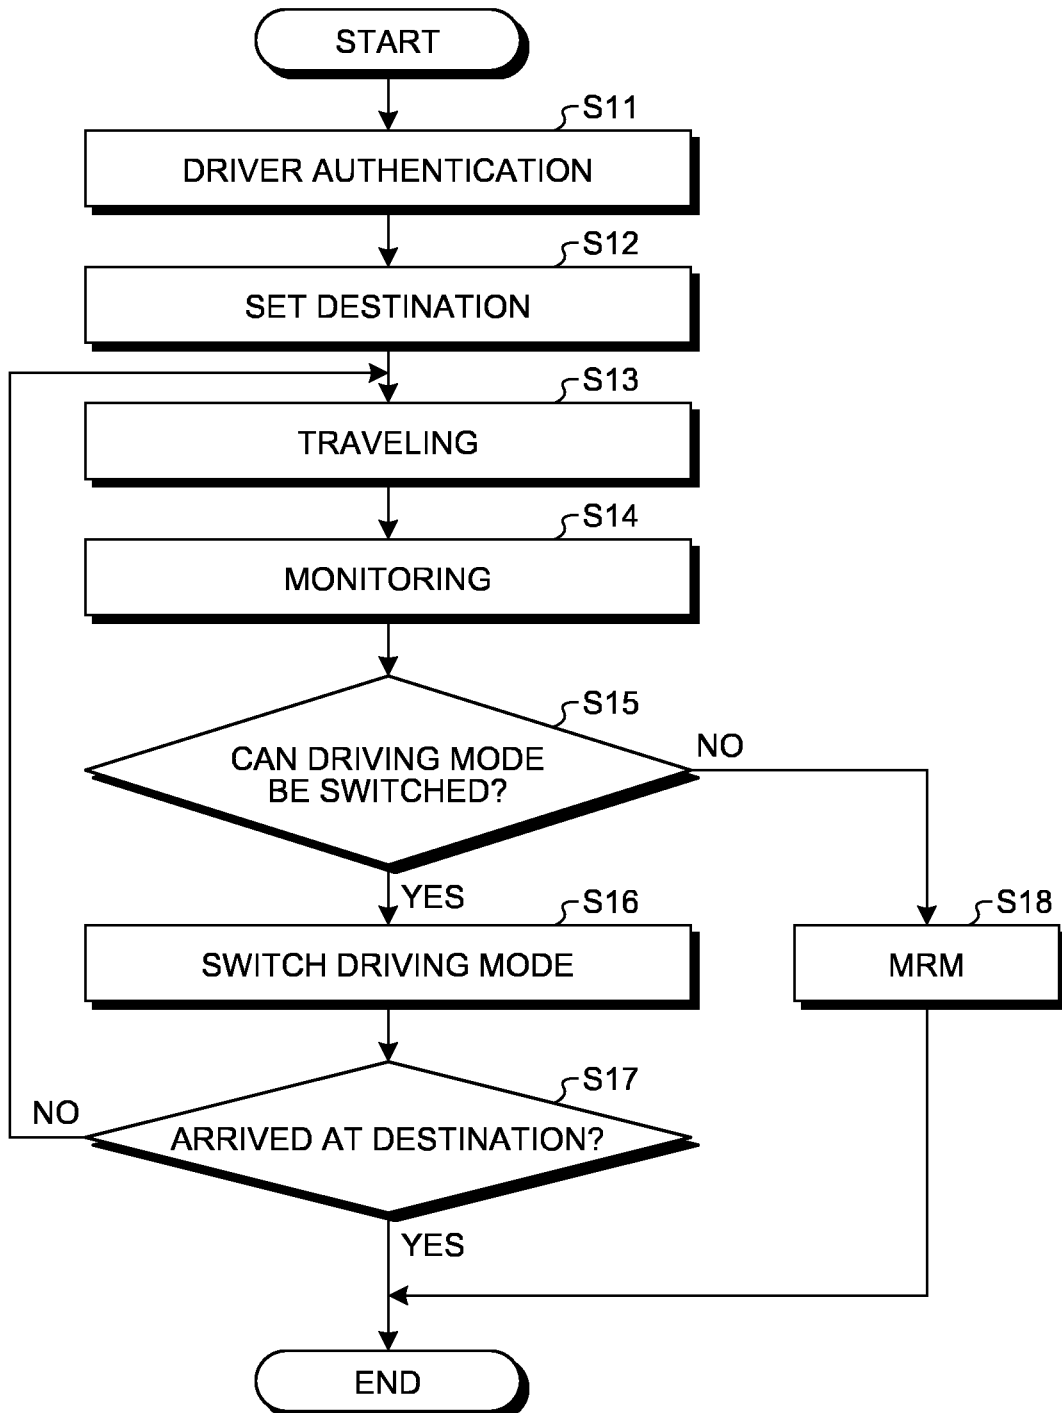 START
S11
DRIVER AUTHENTICATION
S12
SET DESTINATION
S13
TRAVELING
S14
MONITORING
S15
CAN DRIVING MODE
BE SWITCHED?
NO
YES
S16
SWITCH DRIVING MODE
S18
MRM
S17
ARRIVED AT DESTINATION?
NO
YES
END